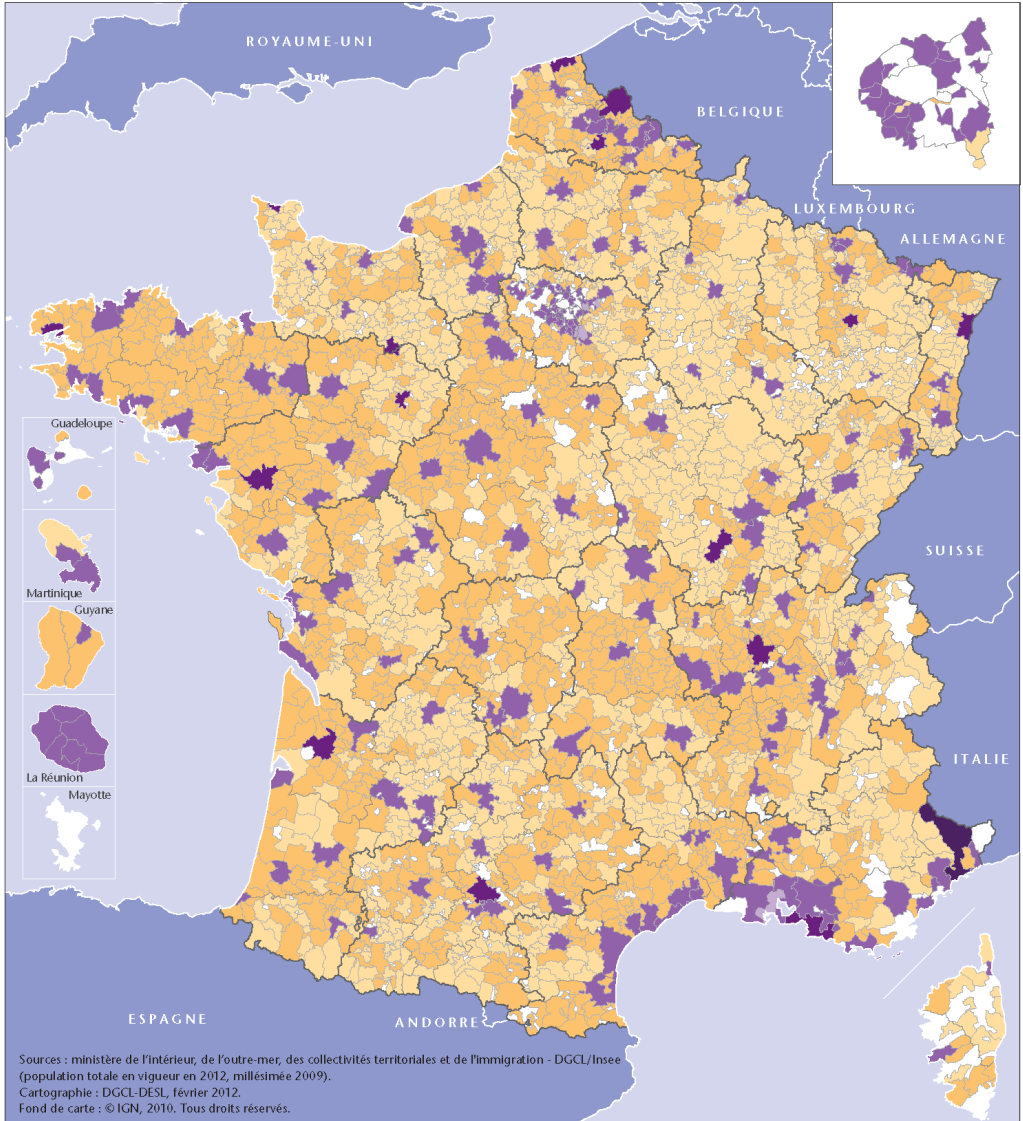 ROYAUME-UNI
BELGIQUE
LUXEMBOURG
ALLEMAGNE
SUISSE
ITALIE
Guadeloupe
Martinique
Guyane
La Réunion
Mayotte
ESPAGNE
ANDORRE
Sources : ministère de l'intérieur, de l'outre-mer, des collectivités territoriales et de l'immigration - DGCL/Insee
(population totale en vigueur en 2012, millésimée 2009).
Cartographie : DGCL-DESL, février 2012.
Fond de carte : © IGN, 2010. Tous droits réservés.